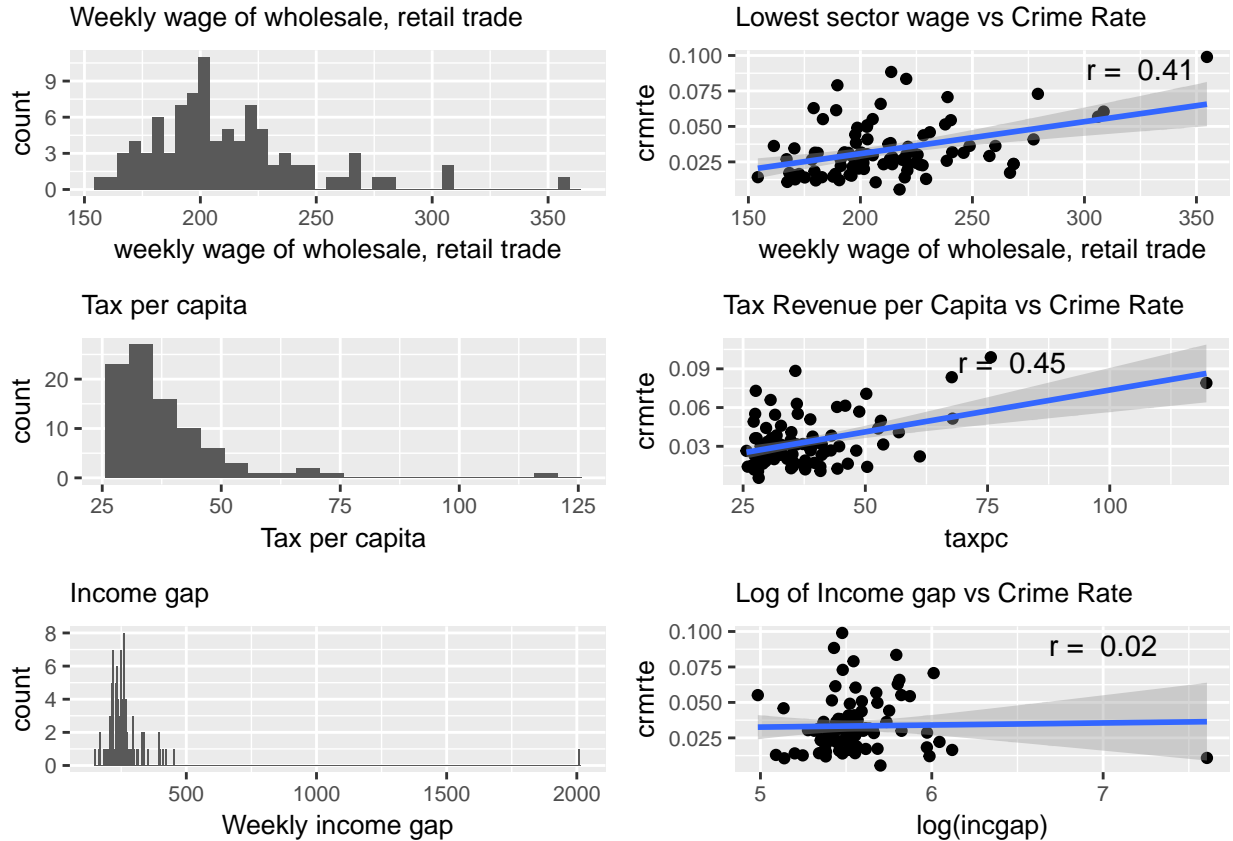 Weekly wage of wholesale, retail trade
count
9
6
3
0
150 200 250 300 350
weekly wage of wholesale, retail trade
Lowest sector wage vs Crime Rate
r = 0.41
crmrte
0.100
0.075
0.050
0.025
150 200 250 300 350
weekly wage of wholesale, retail trade
Tax per capita
count
20
10
0
25 50 75 100 125
Tax per capita
Tax Revenue per Capita vs Crime Rate
r = 0.45
crmrte
0.09
0.06
0.03
25 50 75 100
taxpc
Income gap
count
8
6
4
2
0
500 1000 1500 2000
Weekly income gap
Log of Income gap vs Crime Rate
r = 0.02
crmrte
0.100
0.075
0.050
0.025
5 6 7
log(incgap)